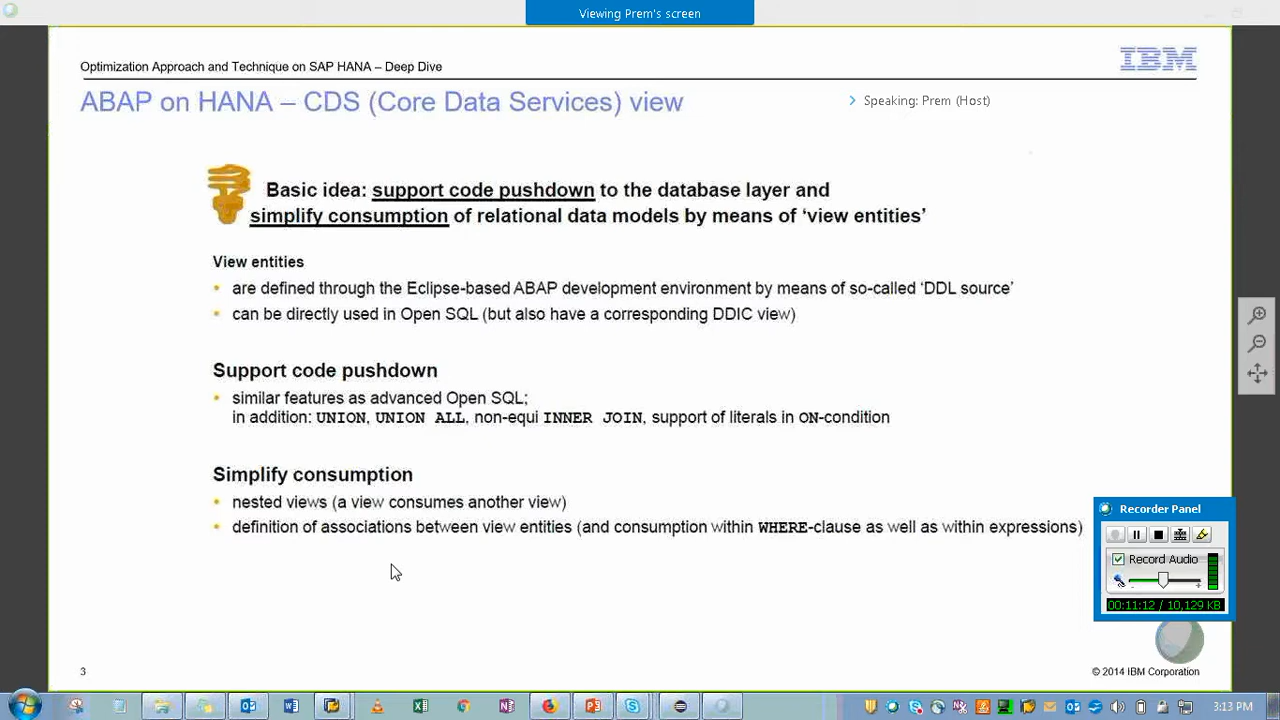 Viewing Prem's screen
Optimization Approach and Technique on SAP HANA – Deep Dive
IBM
ABAP on HANA – CDS (Core Data Services) view
Speaking: Prem (Host)
Basic idea: support code pushdown to the database layer and
simplify consumption of relational data models by means of ‘view entities’
View entities
• are defined through the Eclipse-based ABAP development environment by means of so-called ‘DDL source’
• can be directly used in Open SQL (but also have a corresponding DDIC view)
Support code pushdown
• similar features as advanced Open SQL;
in addition: UNION, UNION ALL, non-equi INNER JOIN, support of literals in ON-condition
Simplify consumption
• nested views (a view consumes another view)
• definition of associations between view entities (and consumption within WHERE-clause as well as within expressions)
Recorder Panel
Record Audio
00:11:12 / 10,129 KB
3
© 2014 IBM Corporation
3:13 PM